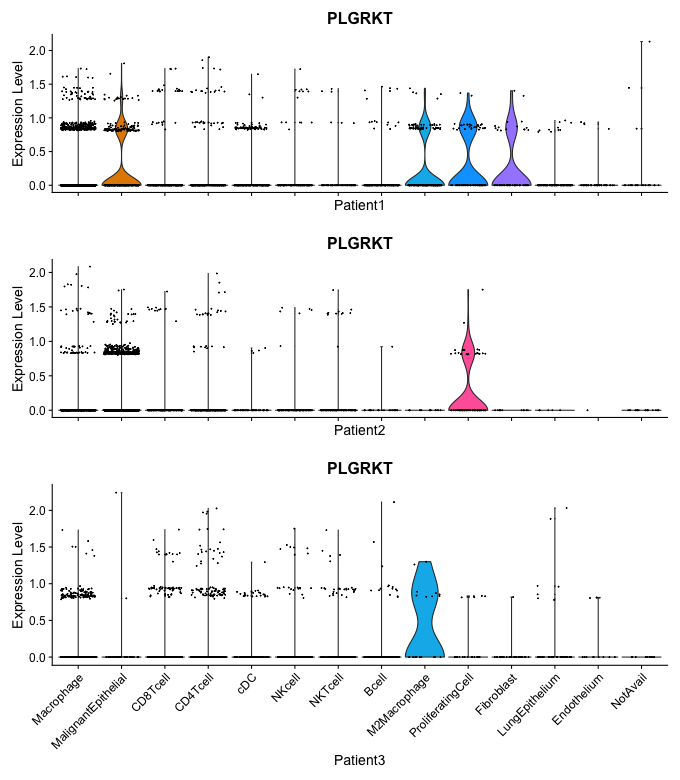 PLGRKT
Expression Level
2.0
1.5
1.0
0.5
0.0
Patient1
PLGRKT
Expression Level
2.0
1.5
1.0
0.5
0.0
Patient2
PLGRKT
Expression Level
2.0
1.5
1.0
0.5
0.0
Macrophage
MalignantEpithelial
CD8Tcell
CD4Tcell
cDC
NKcell
NKTcell
Bcell
M2Macrophage
ProliferatingCell
Fibroblast
LungEpithelium
Endothelium
NotAvail
Patient3